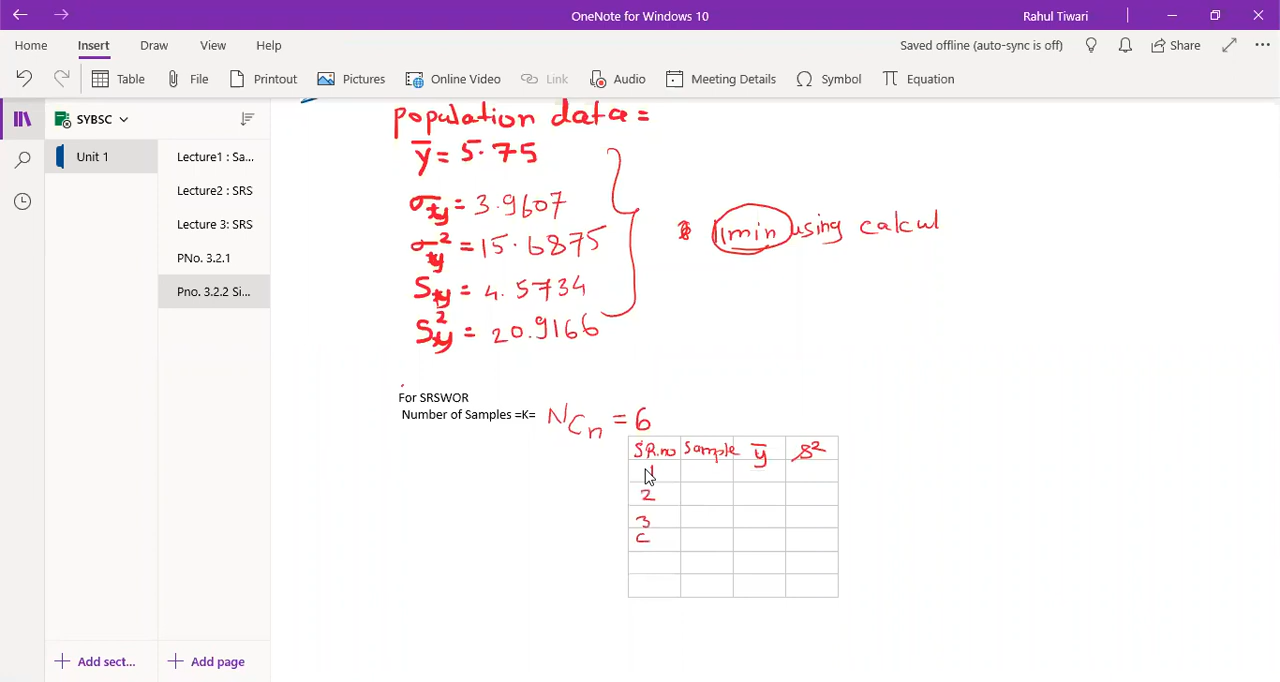 OneNote for Windows 10
Rahul Tiwari
Home Insert Draw View Help
Saved offline (auto-sync is off) Share
Table File Printout Pictures Online Video Link Audio Meeting Details Symbol Equation
SYBSC
Unit 1
Lecture1 : Sa...
Lecture2 : SRS
Lecture 3: SRS
PNo. 3.2.1
Pno. 3.2.2 Si...
Add sect...
Add page
population data =
y̅ = 5.75
σy = 3.9607
σy² = 15.6875
Sy = 4.5734
Sy² = 20.9166
11min using calcul
For SRSWOR
Number of Samples =K= NCn = 6
SR.no Sample y̅ s²
1
2
3